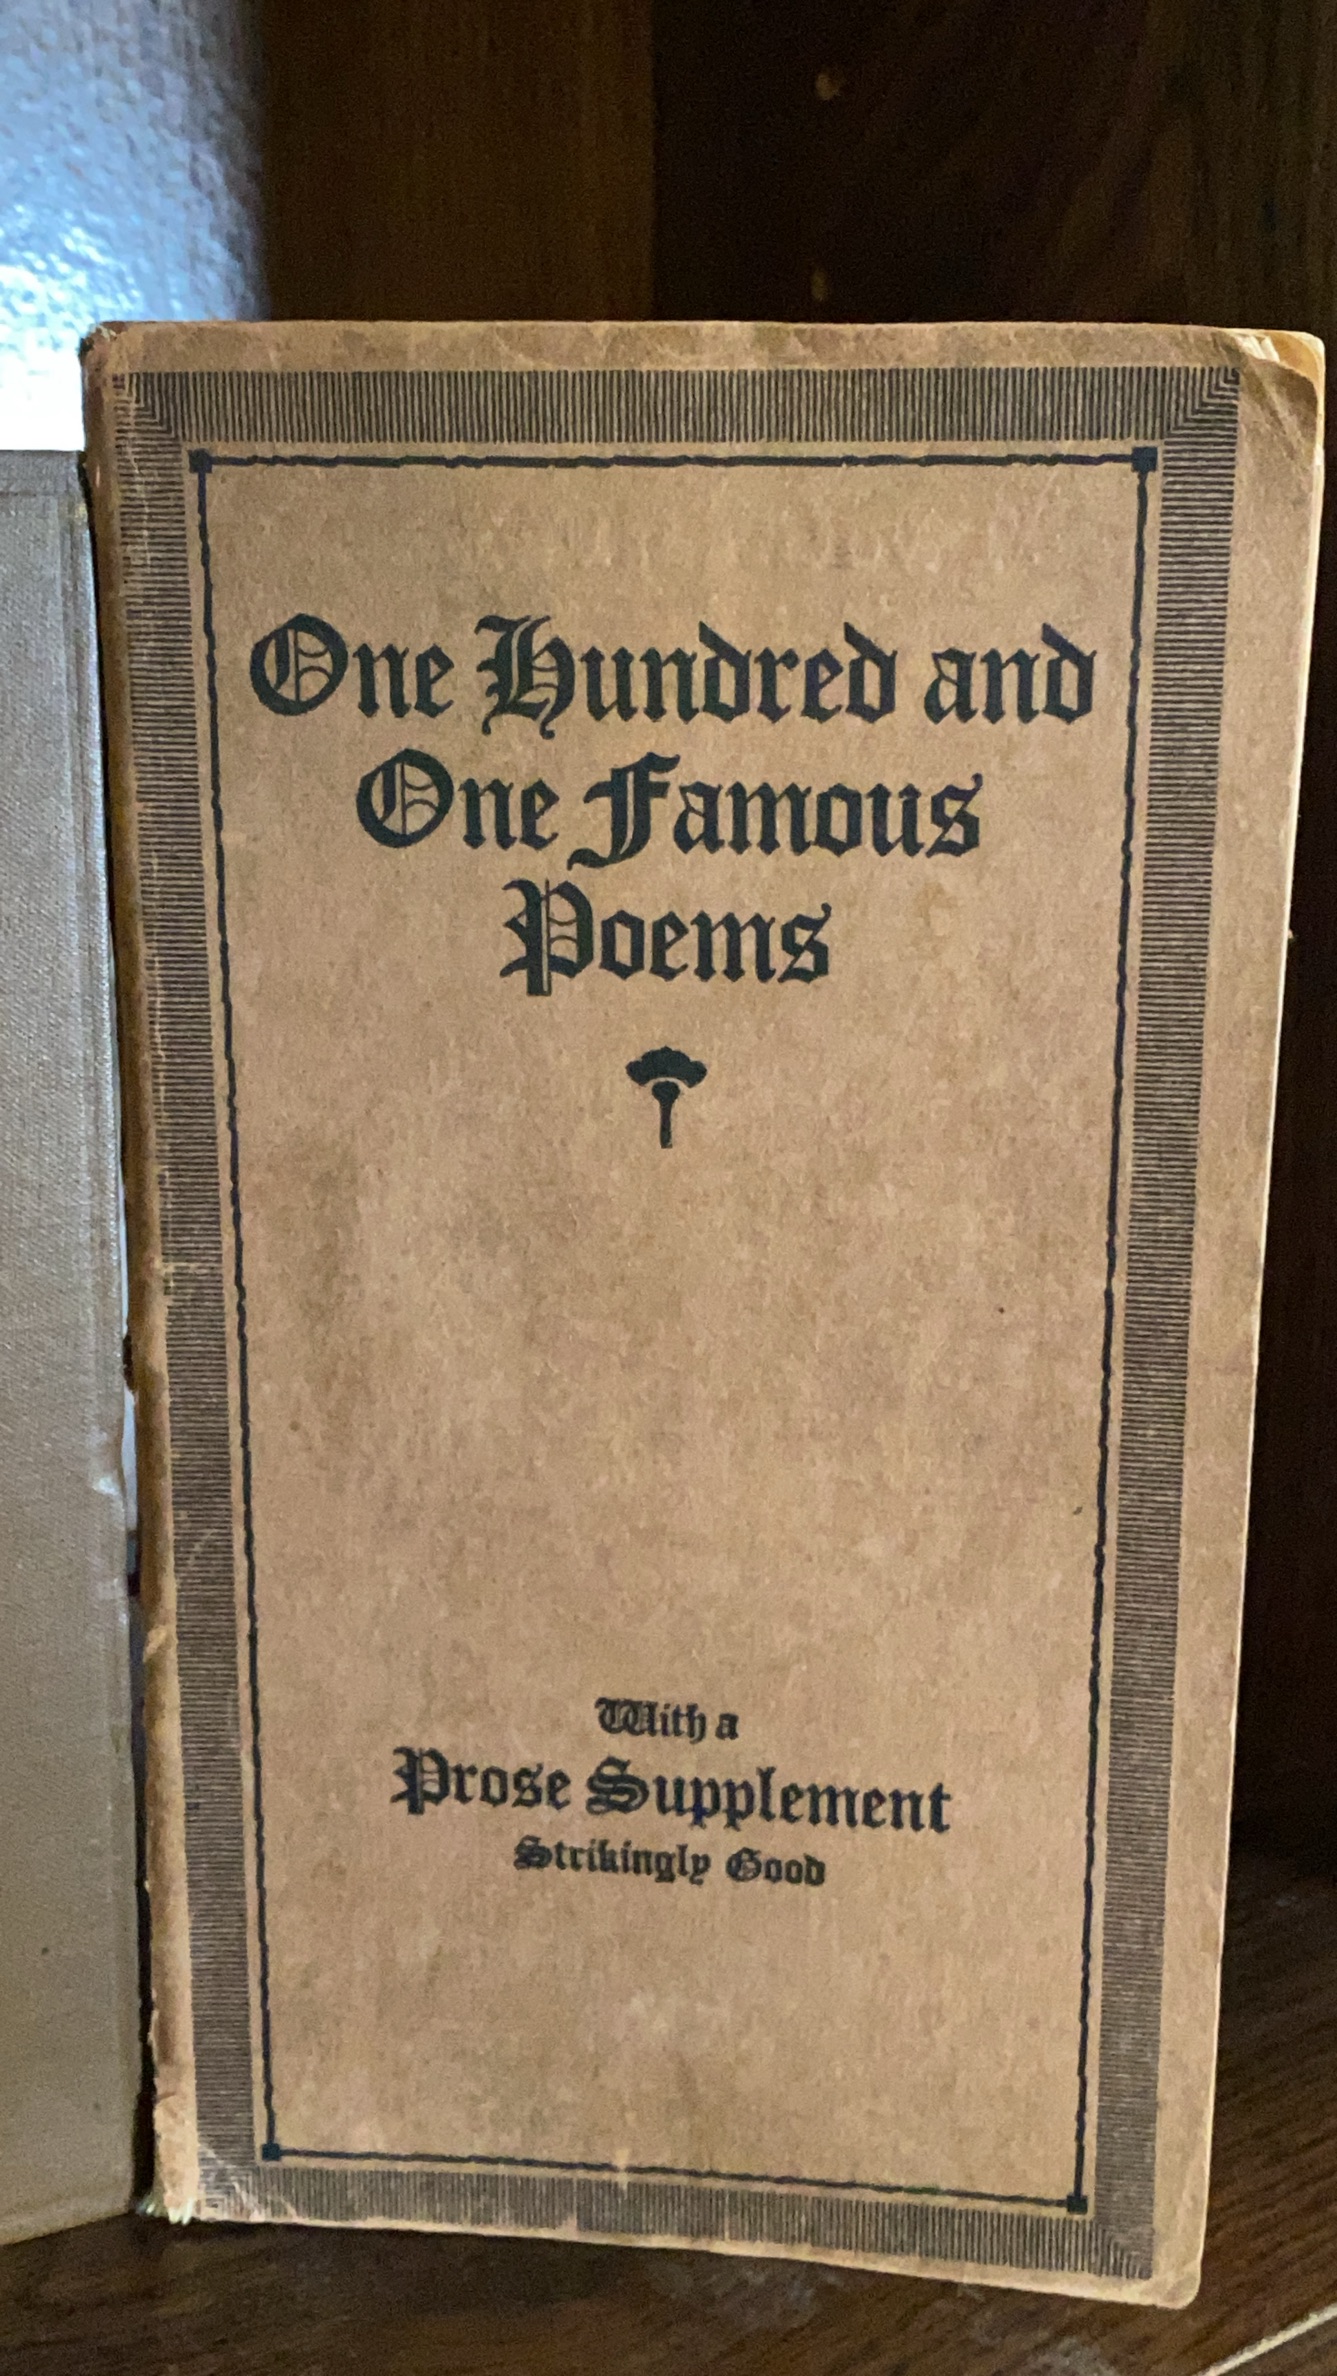 One Hundred and
One Famous
Poems
With a
Prose Supplement
Strikingly Good